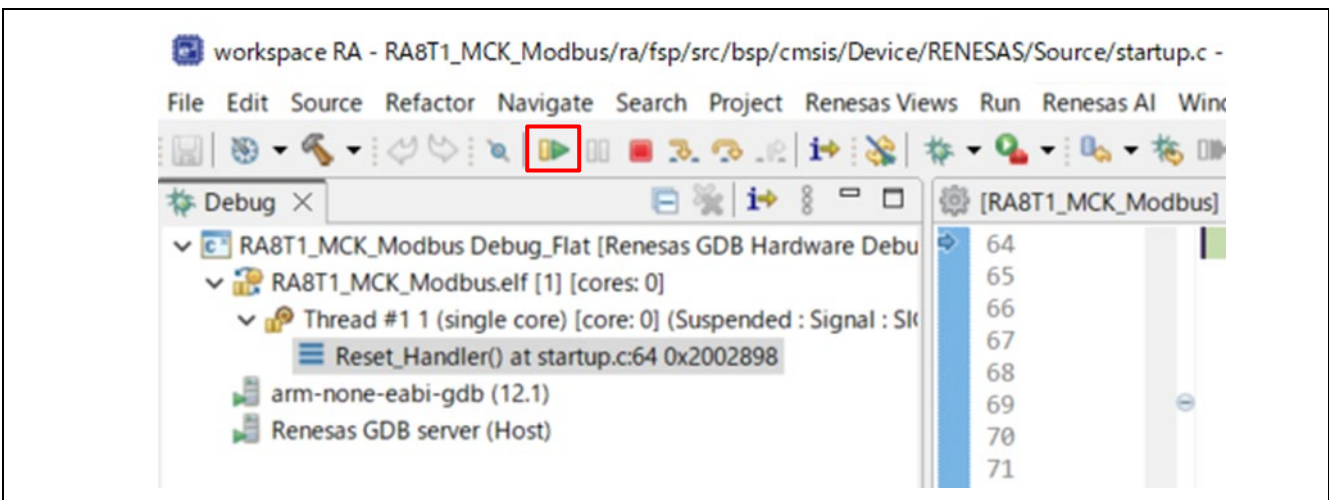 workspace RA - RA8T1_MCK_Modbus/ra/fsp/src/bsp/cmsis/Device/RENESAS/Source/startup.c -
File Edit Source Refactor Navigate Search Project Renesas Views Run Renesas AI Wind
Debug
[RA8T1_MCK_Modbus]
RA8T1_MCK_Modbus Debug_Flat [Renesas GDB Hardware Debu
RA8T1_MCK_Modbus.elf [1] [cores: 0]
Thread #1 1 (single core) [core: 0] (Suspended : Signal : SIG
Reset_Handler() at startup.c:64 0x2002898
arm-none-eabi-gdb (12.1)
Renesas GDB server (Host)
64
65
66
67
68
69
70
71